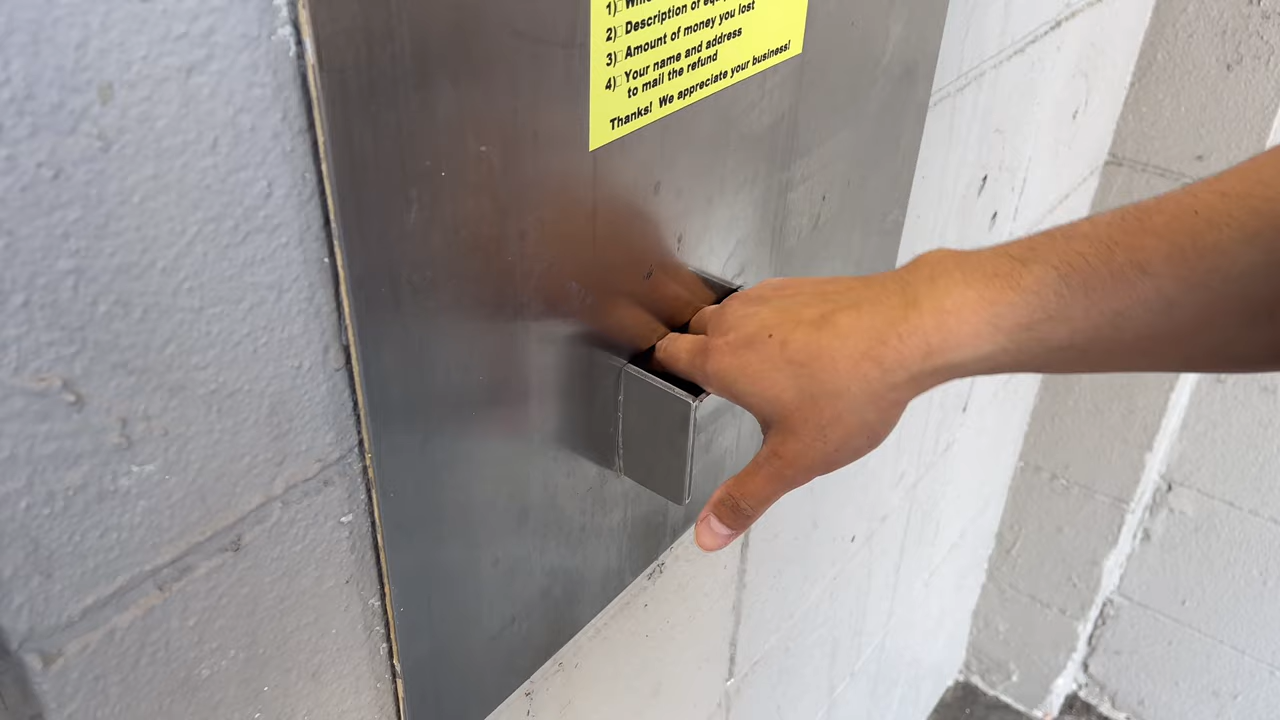 1)
2) Description of
3) Amount of money you lost
4) Your name and address
to mail the refund
Thanks! We appreciate your business!